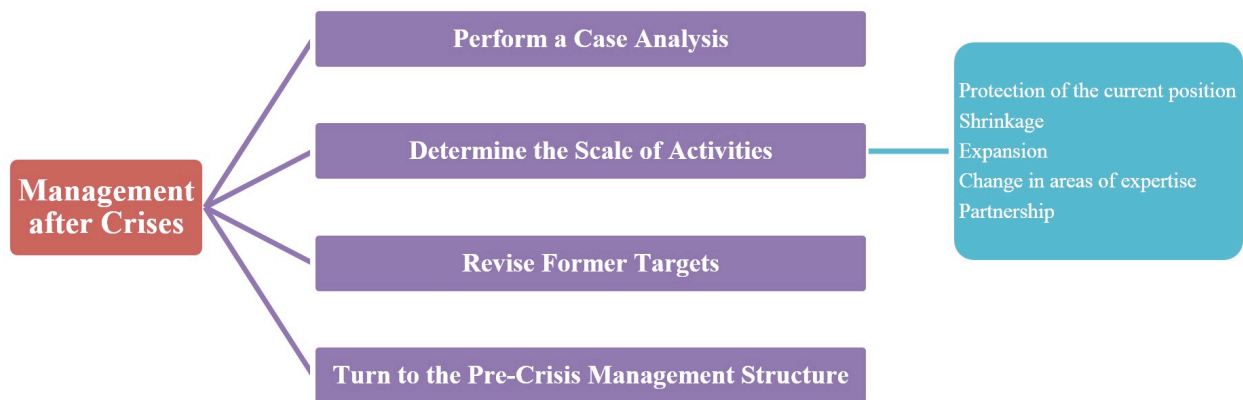 Management
after Crises
Perform a Case Analysis
Determine the Scale of Activities
Revise Former Targets
Turn to the Pre-Crisis Management Structure
Protection of the current position
Shrinkage
Expansion
Change in areas of expertise
Partnership